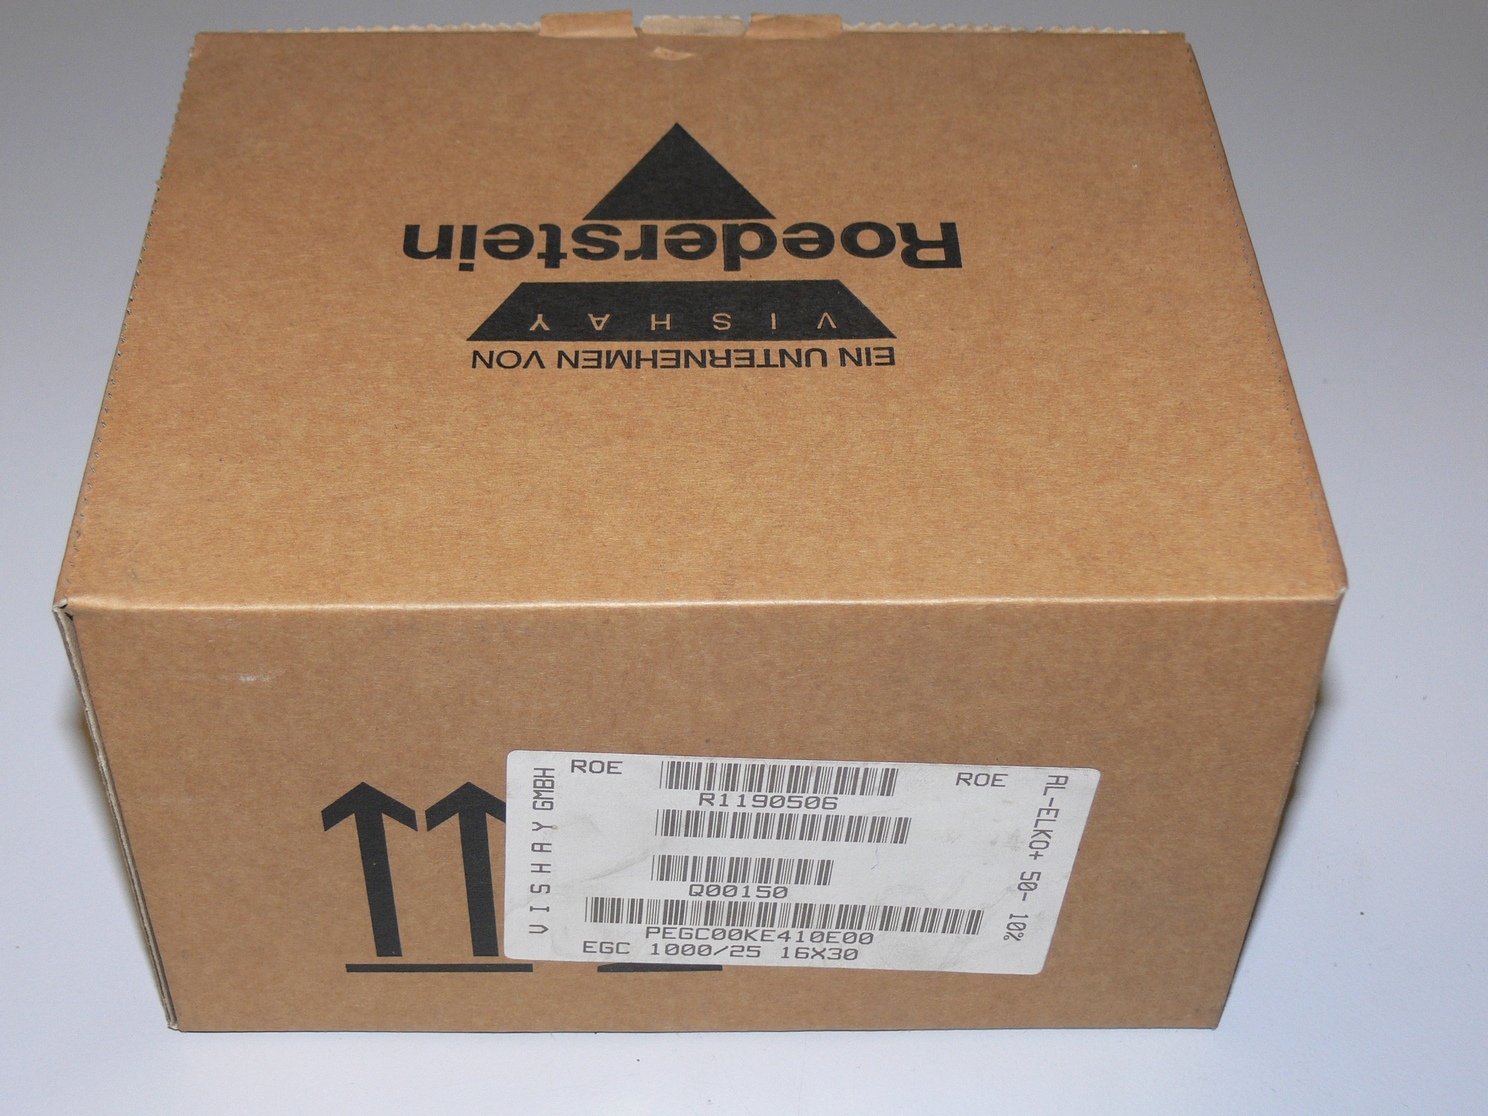 Roederstein
VISHAY
EIN UNTERNEHMEN VON
VISHAY GMBH
ROE
ROE
R1190506
Q00150
PEGC00KE410E00
EGC 1000/25 16X30
AL-ELKO+ 50- 10%